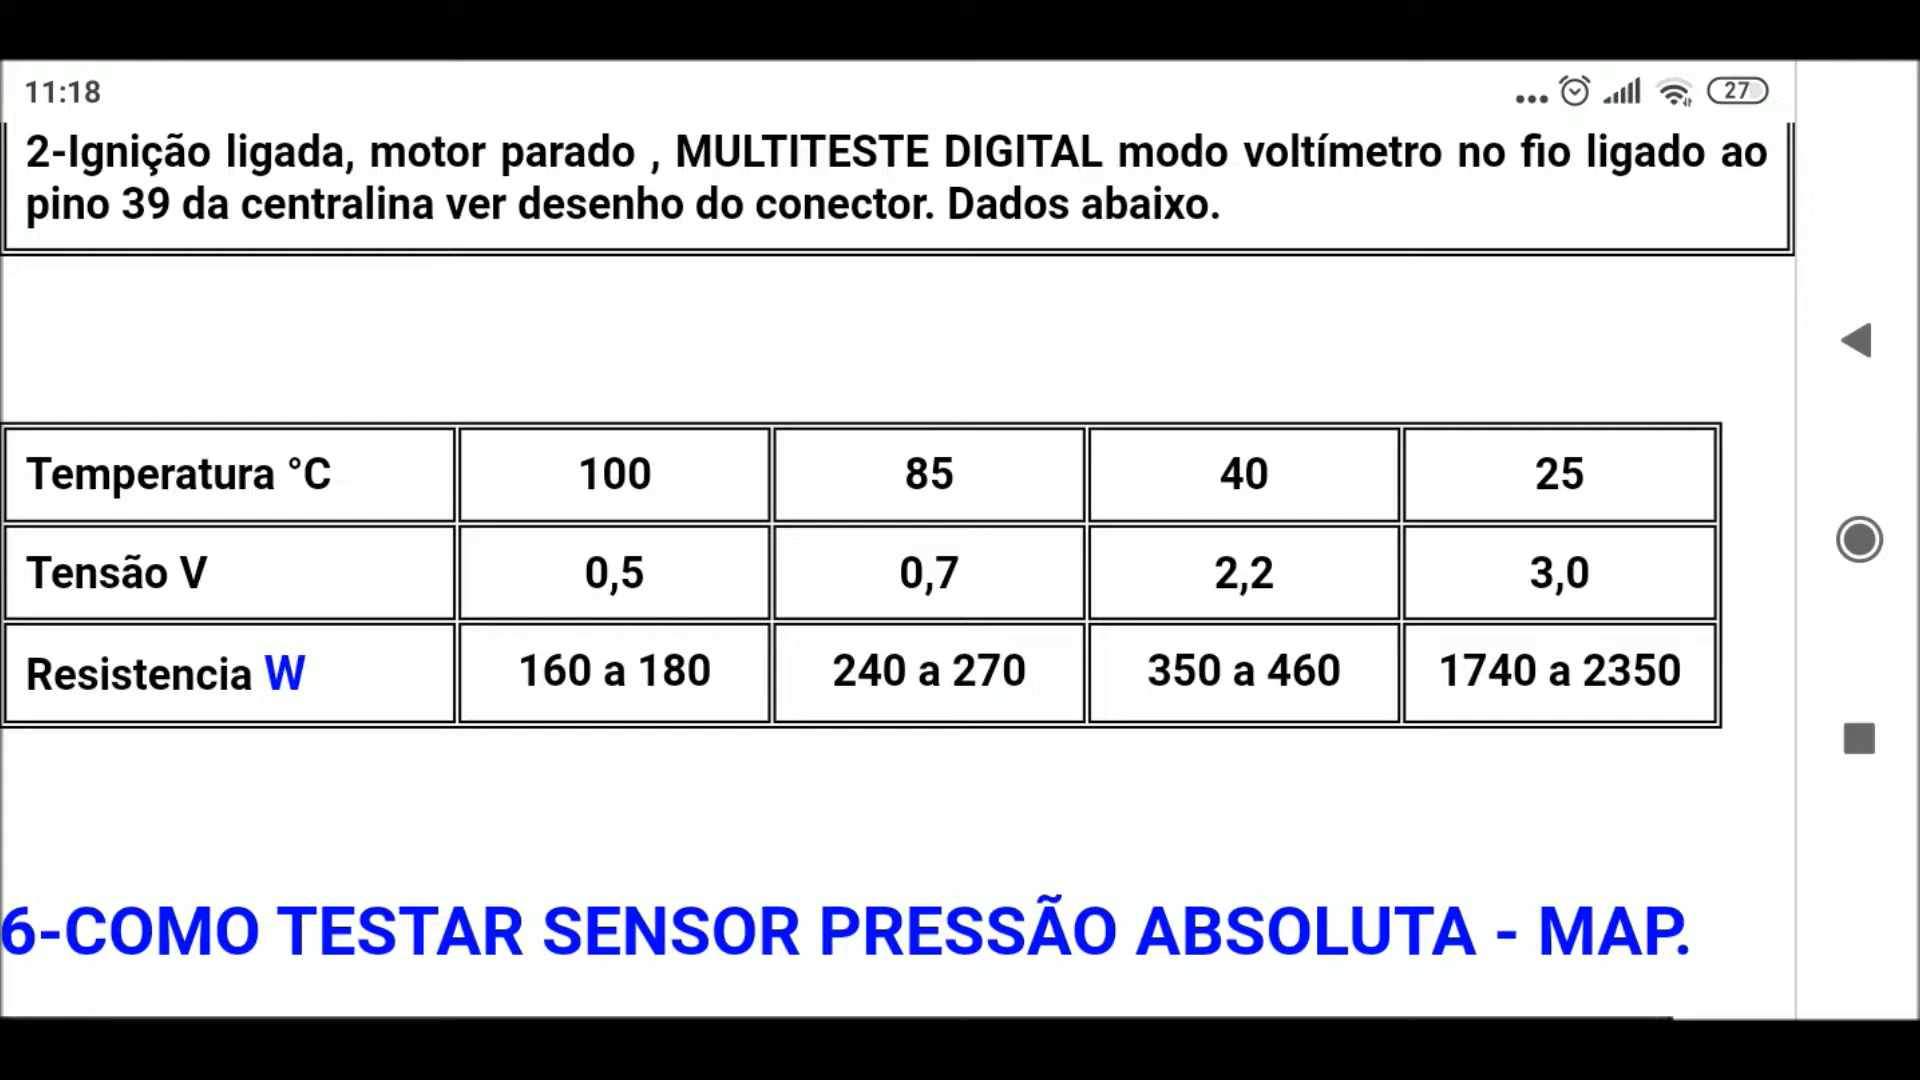 11:18
27
2-Ignição ligada, motor parado , MULTITESTE DIGITAL modo voltímetro no fio ligado ao
pino 39 da centralina ver desenho do conector. Dados abaixo.
Temperatura °C 100 85 40 25
Tensão V 0,5 0,7 2,2 3,0
Resistencia W 160 a 180 240 a 270 350 a 460 1740 a 2350
6-COMO TESTAR SENSOR PRESSÃO ABSOLUTA - MAP.